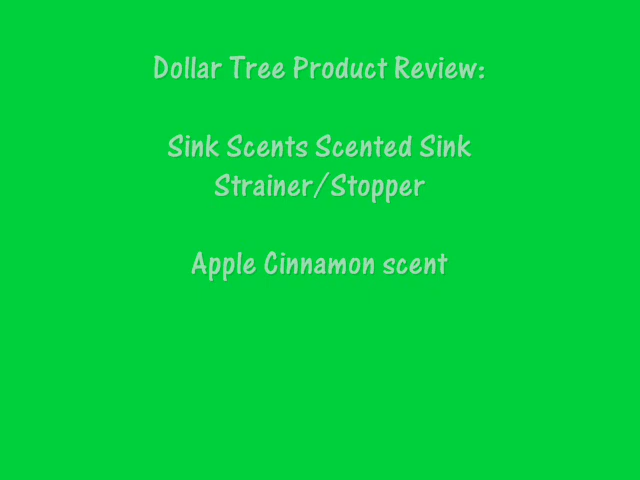 Dollar Tree Product Review:
Sink Scents Scented Sink
Strainer/Stopper
Apple Cinnamon scent